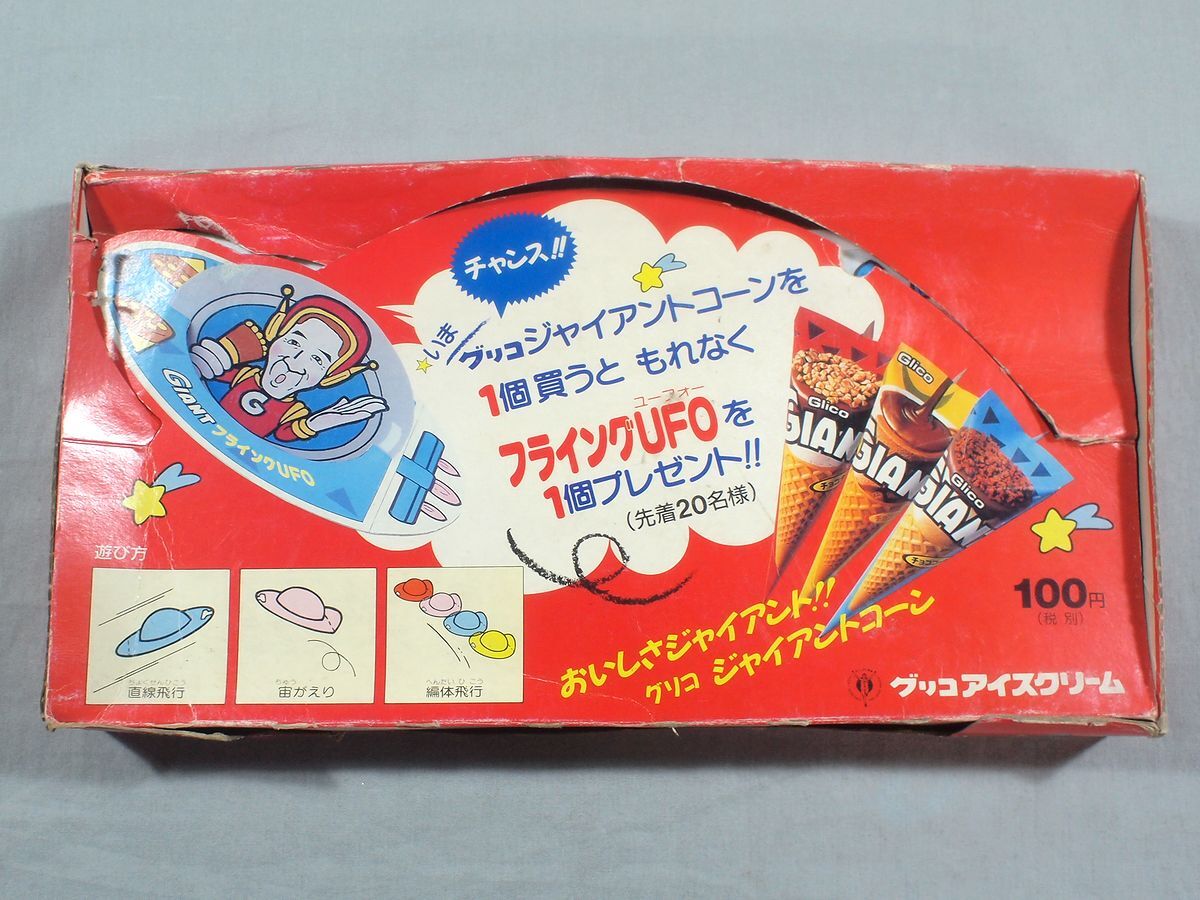 チャンス!!
いま
グリコジャイアントコーンを
1個買うと もれなく
ユーフォー
フライングUFOを
1個プレゼント!!
(先着20名様)
G
GIANT フライングUFO
Glico
GIAN
Glico
GIAN
Glico
GIAN
チョコ
遊び方
ちょくせんひこう
直線飛行
ちゅう
宙がえり
へんたいひこう
編体飛行
おいしさジャイアント!!
グリコ ジャイアントコーン
100円
(税別)
グリコアイスクリーム